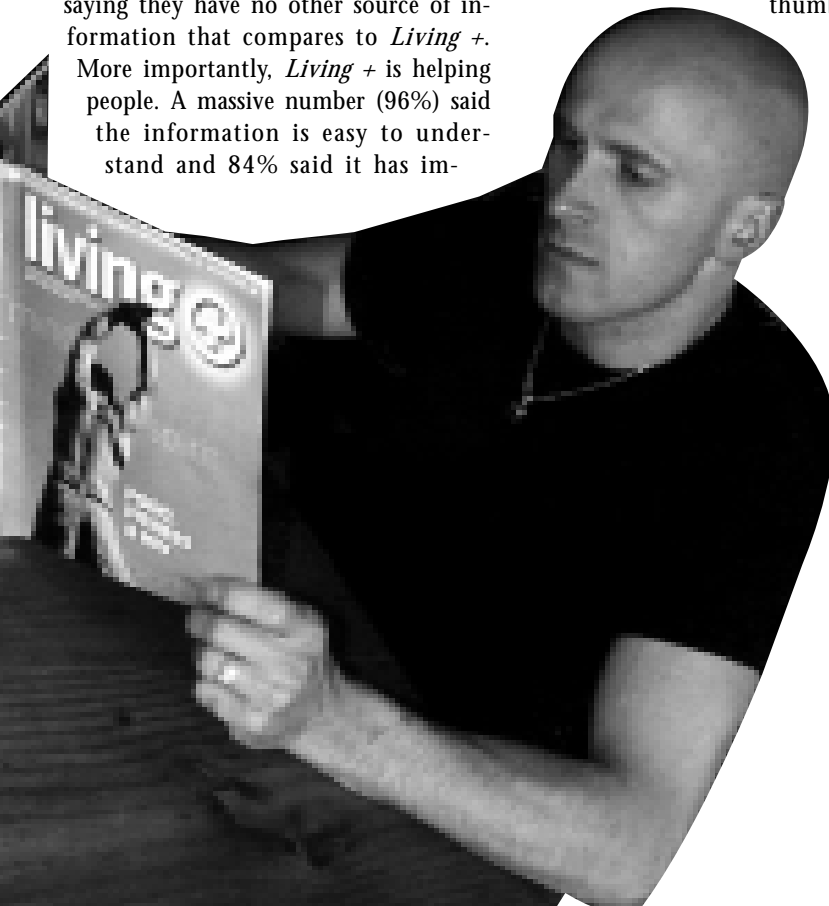 saying they have no other source of in-
formation that compares to Living +.
More importantly, Living + is helping
people. A massive number (96%) said
the information is easy to under-
stand and 84% said it has im-
thumb
living